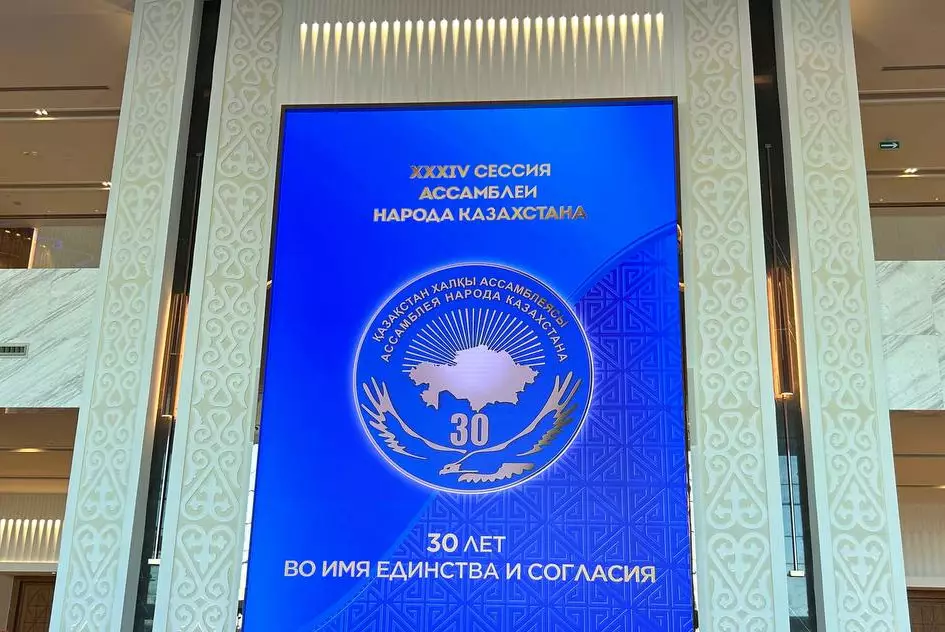 XXXIV СЕССИЯ
АССАМБЛЕИ
НАРОДА КАЗАХСТАНА
ҚАЗАҚСТАН ХАЛҚЫ АССАМБЛЕЯСЫ
АССАМБЛЕЯ НАРОДА КАЗАХСТАНА
30
30 ЛЕТ
ВО ИМЯ ЕДИНСТВА И СОГЛАСИЯ